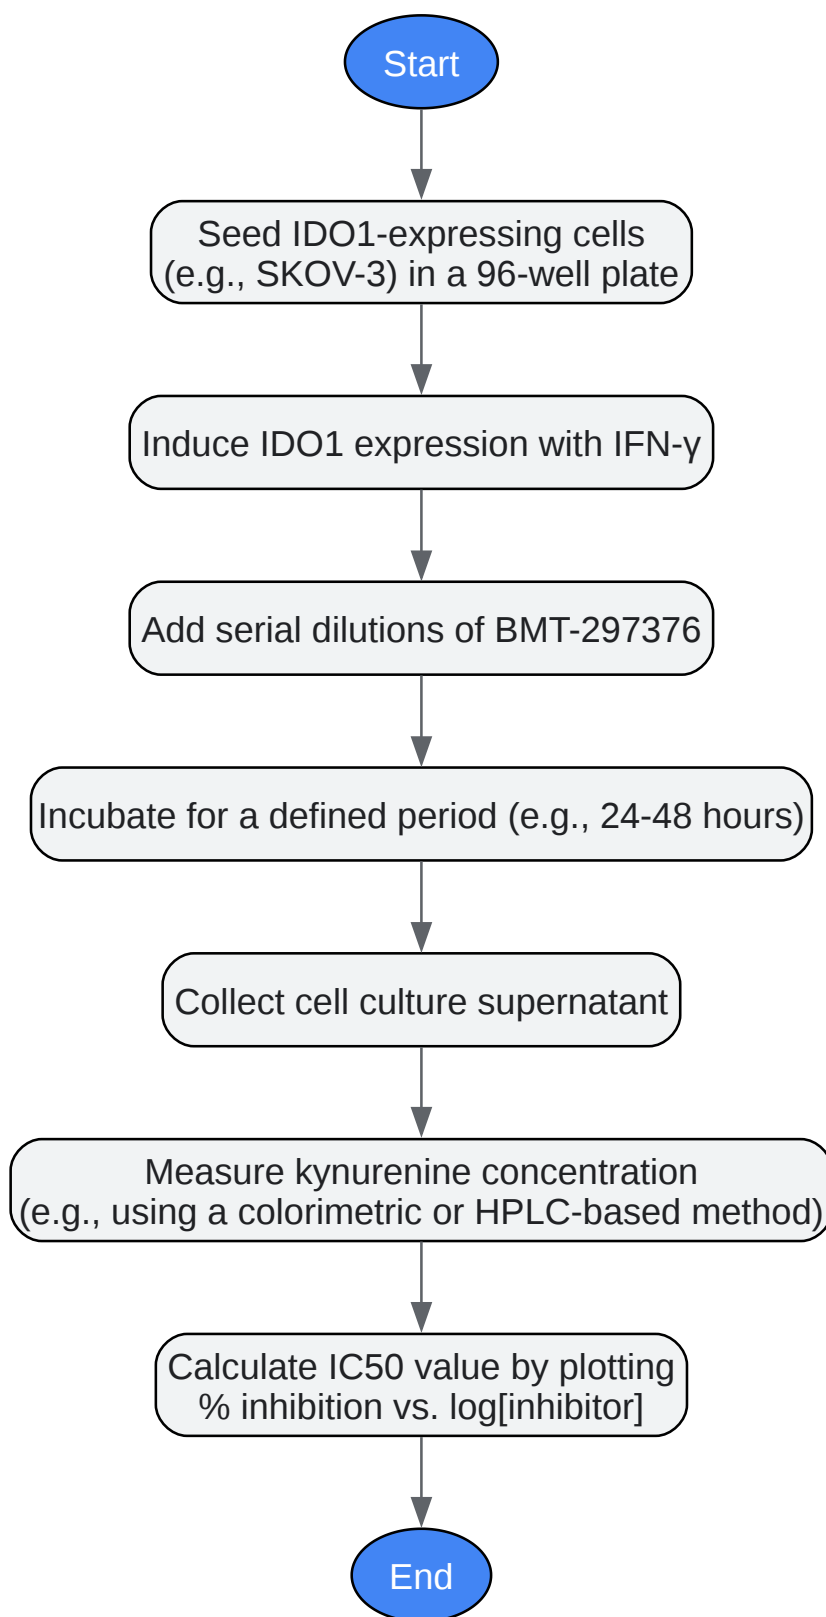 Start
Seed IDO1-expressing cells
(e.g., SKOV-3) in a 96-well plate
Induce IDO1 expression with IFN-γ
Add serial dilutions of BMT-297376
Incubate for a defined period (e.g., 24-48 hours)
Collect cell culture supernatant
Measure kynurenine concentration
(e.g., using a colorimetric or HPLC-based method)
Calculate IC50 value by plotting
% inhibition vs. log[inhibitor]
End